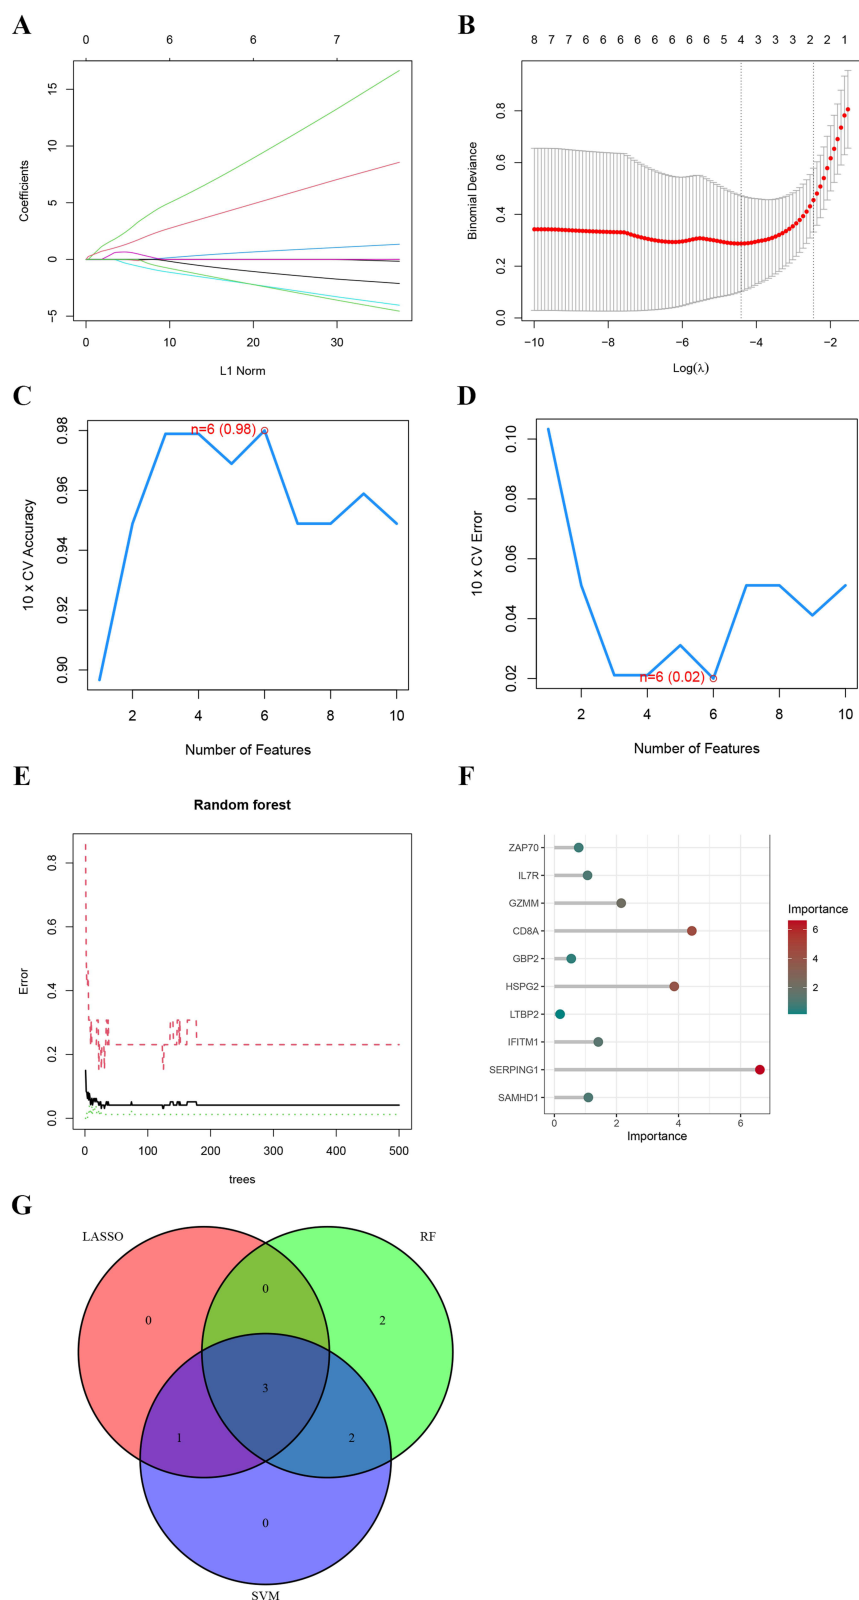 A
0 6 6 7
15
10
5
0
−5
Coefficients
0 10 20 30
L1 Norm
B
8 7 7 6 6 6 6 6 6 6 5 4 3 3 3 2 2 1
0.8
0.6
0.4
0.2
0.0
Binomial Deviance
−10 −8 −6 −4 −2
Log(λ)
C
n=6 (0.98)
0.98
0.96
0.94
0.92
0.90
10 x CV Accuracy
2 4 6 8 10
Number of Features
D
0.10
0.08
0.06
0.04
0.02
n=6 (0.02)
10 x CV Error
2 4 6 8 10
Number of Features
E
Random forest
0.8
0.6
0.4
0.2
0.0
Error
0 100 200 300 400 500
trees
F
ZAP70
IL7R
GZMM
CD8A
GBP2
HSPG2
LTBP2
IFITM1
SERPING1
SAMHD1
0 2 4 6
Importance
Importance
6
4
2
G
LASSO
RF
0
0
2
3
1
2
0
SVM